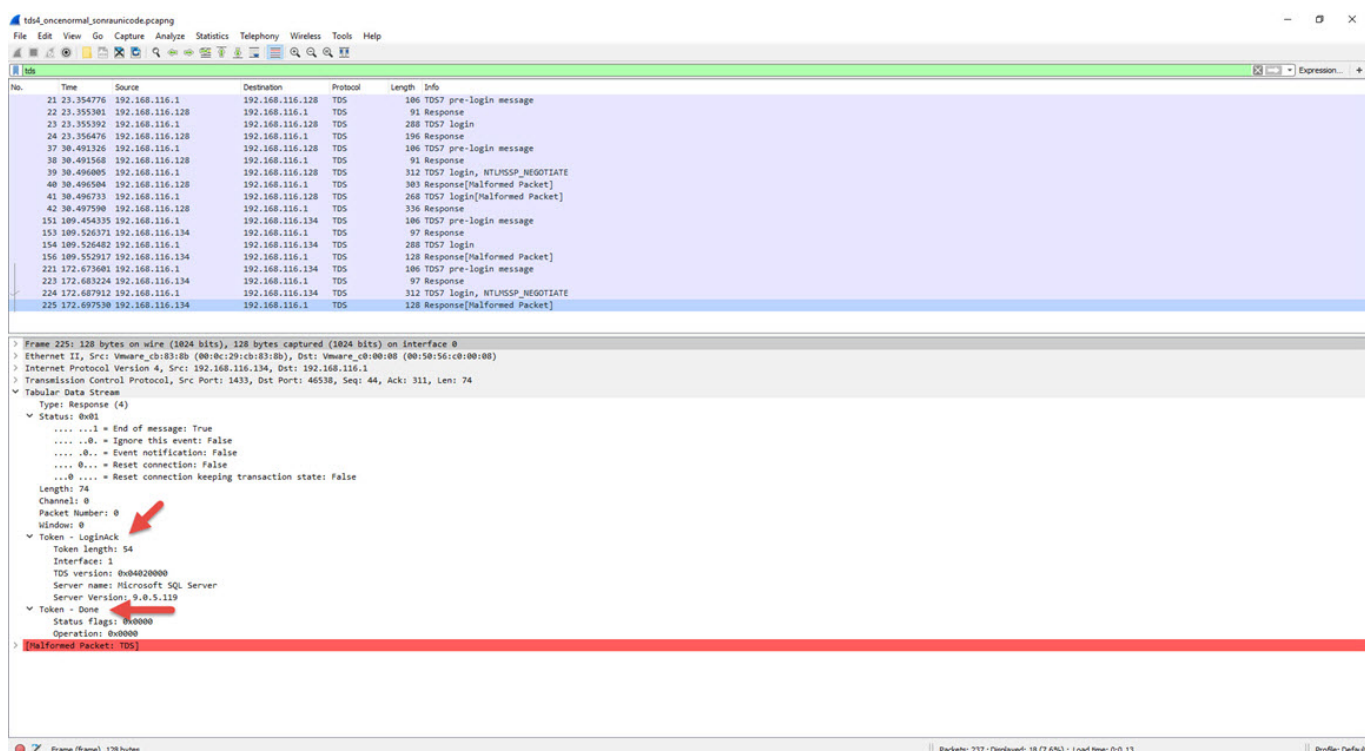 tds4_oncenormal_sonraunicode.pcapng
File Edit View Go Capture Analyze Statistics Telephony Wireless Tools Help
tds Expression... +
No. Time Source Destination Protocol Length Info
21 23.354776 192.168.116.1 192.168.116.128 TDS 106 TDS7 pre-login message
22 23.355301 192.168.116.128 192.168.116.1 TDS 91 Response
23 23.355392 192.168.116.1 192.168.116.128 TDS 288 TDS7 login
24 23.356476 192.168.116.128 192.168.116.1 TDS 196 Response
37 30.491326 192.168.116.1 192.168.116.128 TDS 106 TDS7 pre-login message
38 30.491568 192.168.116.128 192.168.116.1 TDS 91 Response
39 30.496005 192.168.116.1 192.168.116.128 TDS 312 TDS7 login, NTLMSSP_NEGOTIATE
40 30.496504 192.168.116.128 192.168.116.1 TDS 303 Response[Malformed Packet]
41 30.496733 192.168.116.1 192.168.116.128 TDS 268 TDS7 login[Malformed Packet]
42 30.497590 192.168.116.128 192.168.116.1 TDS 336 Response
151 109.454335 192.168.116.1 192.168.116.134 TDS 106 TDS7 pre-login message
153 109.526371 192.168.116.134 192.168.116.1 TDS 97 Response
154 109.526482 192.168.116.1 192.168.116.134 TDS 288 TDS7 login
156 109.552917 192.168.116.134 192.168.116.1 TDS 128 Response[Malformed Packet]
221 172.673601 192.168.116.1 192.168.116.134 TDS 106 TDS7 pre-login message
223 172.683224 192.168.116.134 192.168.116.1 TDS 97 Response
224 172.687912 192.168.116.1 192.168.116.134 TDS 312 TDS7 login, NTLMSSP_NEGOTIATE
225 172.697530 192.168.116.134 192.168.116.1 TDS 128 Response[Malformed Packet]
Frame 225: 128 bytes on wire (1024 bits), 128 bytes captured (1024 bits) on interface 0
Ethernet II, Src: Vmware_cb:83:8b (00:0c:29:cb:83:8b), Dst: Vmware_c0:00:08 (00:50:56:c0:00:08)
Internet Protocol Version 4, Src: 192.168.116.134, Dst: 192.168.116.1
Transmission Control Protocol, Src Port: 1433, Dst Port: 46538, Seq: 44, Ack: 311, Len: 74
Tabular Data Stream
Type: Response (4)
Status: 0x01
.... ...1 = End of message: True
.... ..0. = Ignore this event: False
.... .0.. = Event notification: False
.... 0... = Reset connection: False
...0 .... = Reset connection keeping transaction state: False
Length: 74
Channel: 0
Packet Number: 0
Window: 0
Token - LoginAck
Token length: 54
Interface: 1
TDS version: 0x04020000
Server name: Microsoft SQL Server
Server Version: 9.0.5.119
Token - Done
Status flags: 0x0000
Operation: 0x0000
[Malformed Packet: TDS]
Frame (frame), 128 bytes Packets: 237 · Displayed: 18 (7.6%) · Load time: 0:0.13 Profile: Default